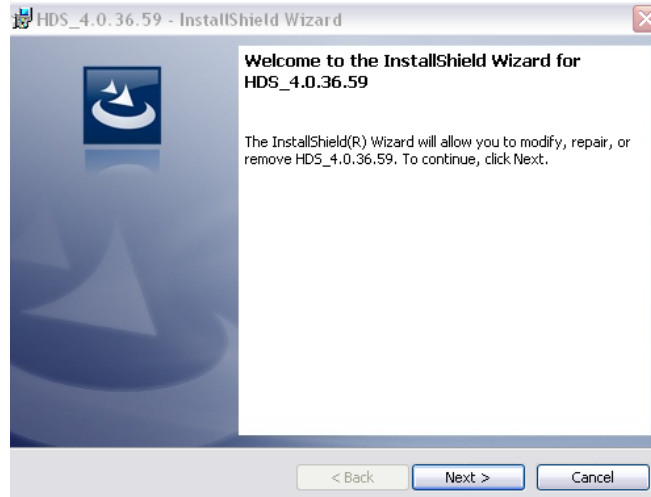 HDS_4.0.36.59 - InstallShield Wizard
Welcome to the InstallShield Wizard for
HDS_4.0.36.59
The InstallShield(R) Wizard will allow you to modify, repair, or
remove HDS_4.0.36.59. To continue, click Next.
< Back Next > Cancel